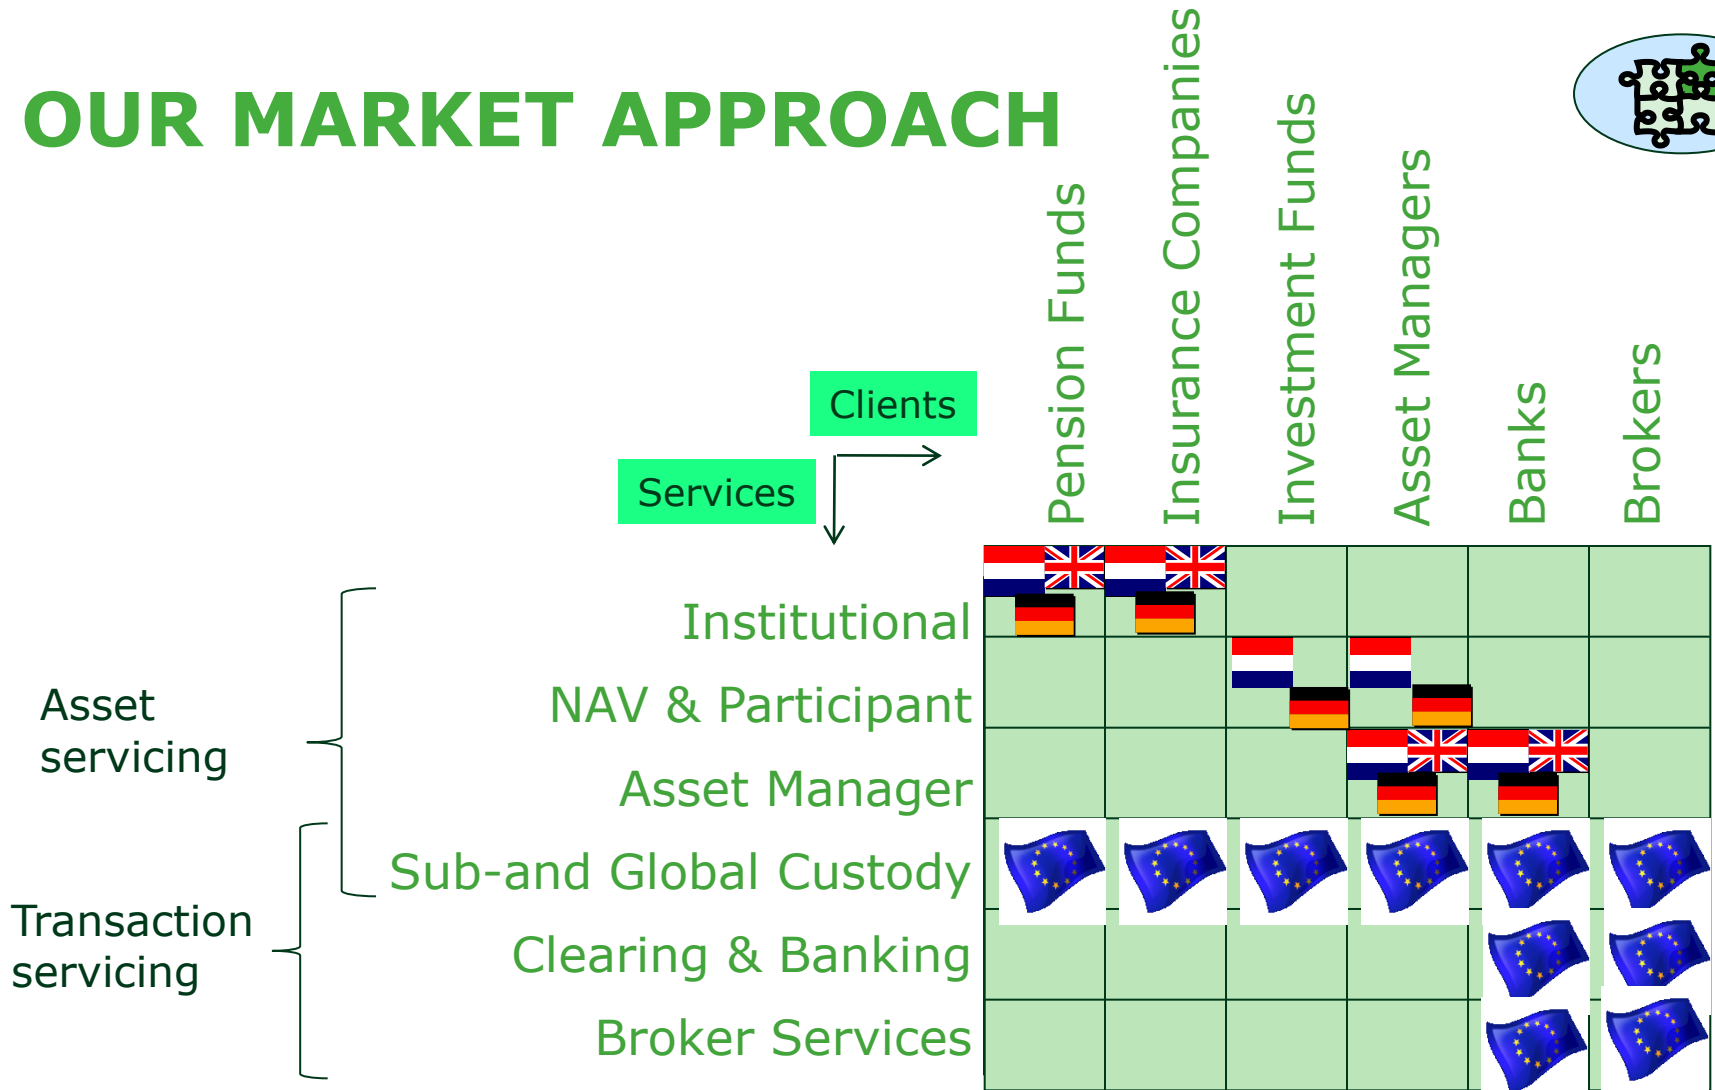 OUR MARKET APPROACH
Pension Funds
Insurance Companies
Investment Funds
Asset Managers
Banks
Brokers
Clients
Services
Institutional
NAV & Participant
Asset Manager
Sub-and Global Custody
Clearing & Banking
Broker Services
Asset
servicing
Transaction
servicing